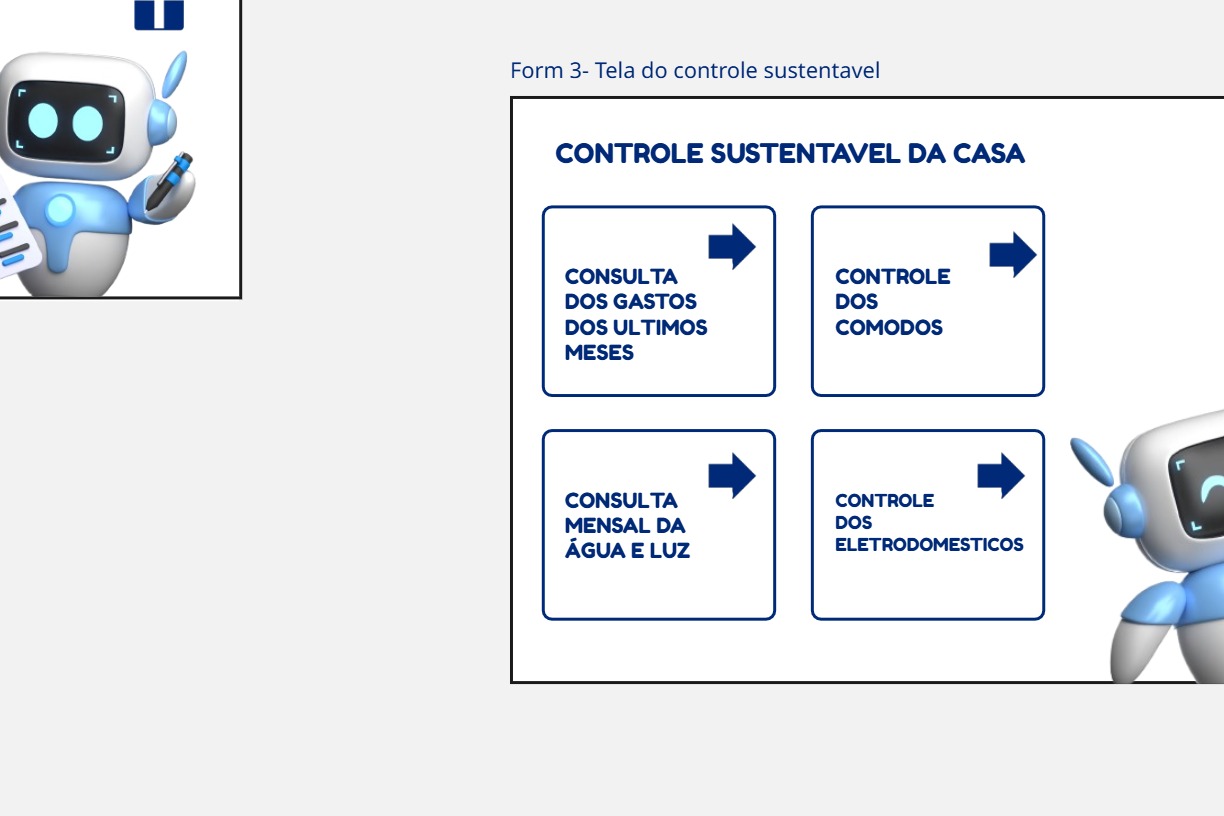 Form 3- Tela do controle sustentavel
CONTROLE SUSTENTAVEL DA CASA
CONSULTA
DOS GASTOS
DOS ULTIMOS
MESES
CONTROLE
DOS
COMODOS
CONSULTA
MENSAL DA
ÁGUA E LUZ
CONTROLE
DOS
ELETRODOMESTICOS